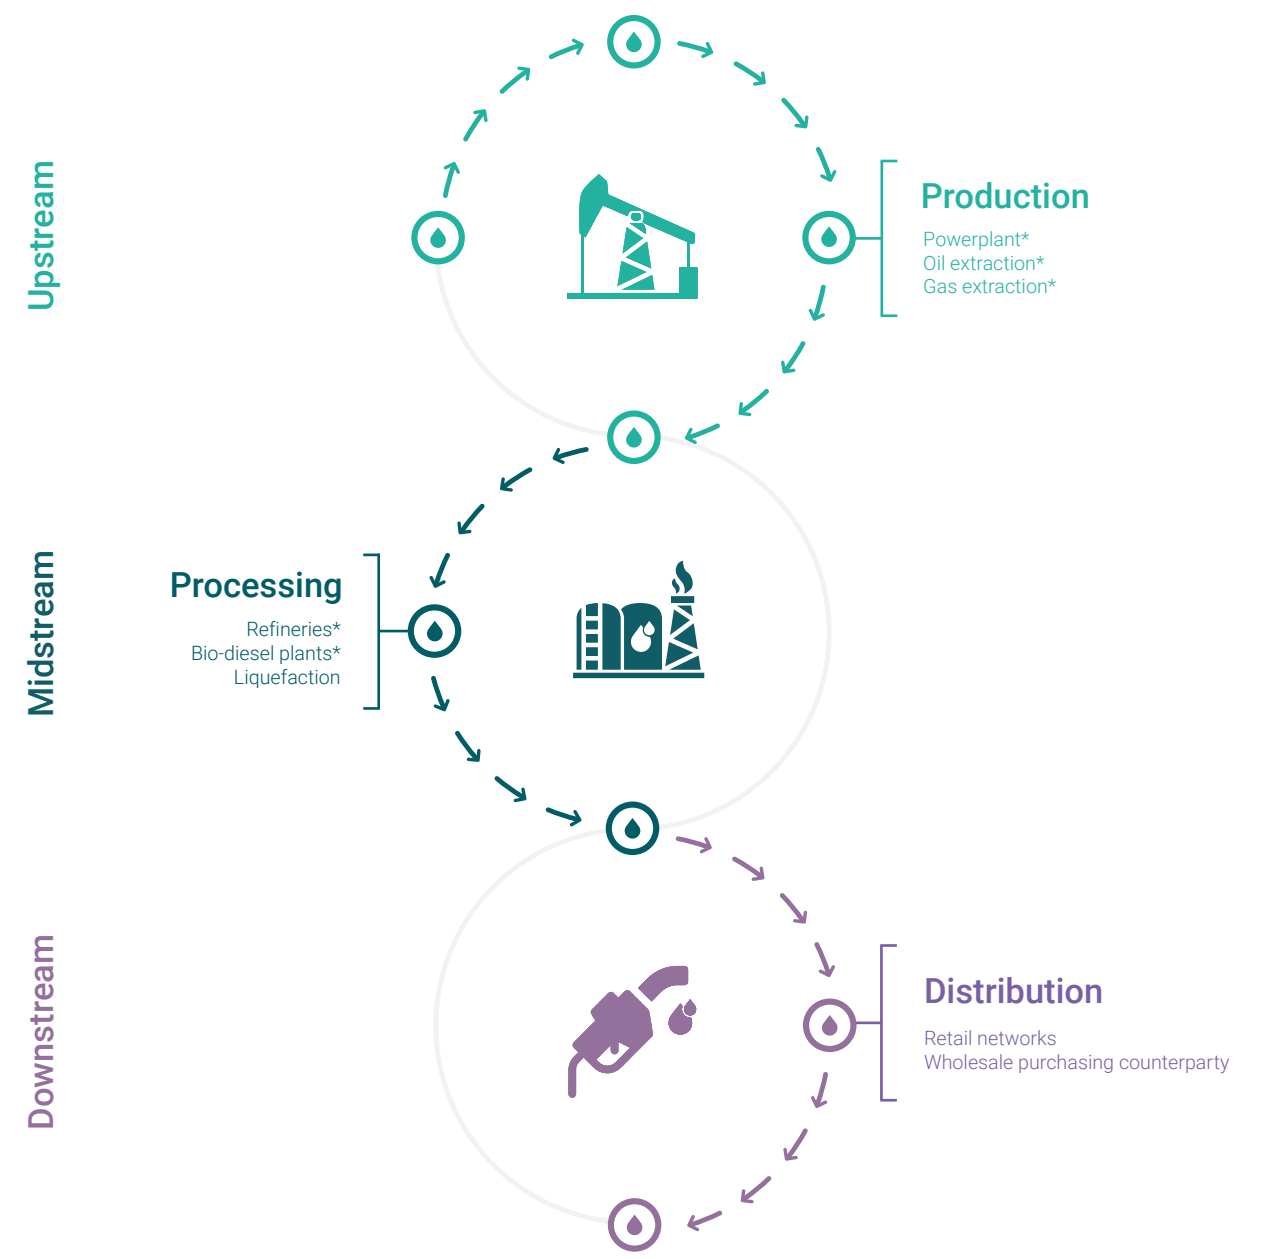 Upstream
Production
Powerplant*
Oil extraction*
Gas extraction*
Midstream
Processing
Refineries*
Bio-diesel plants*
Liquefaction
Downstream
Distribution
Retail networks
Wholesale purchasing counterparty